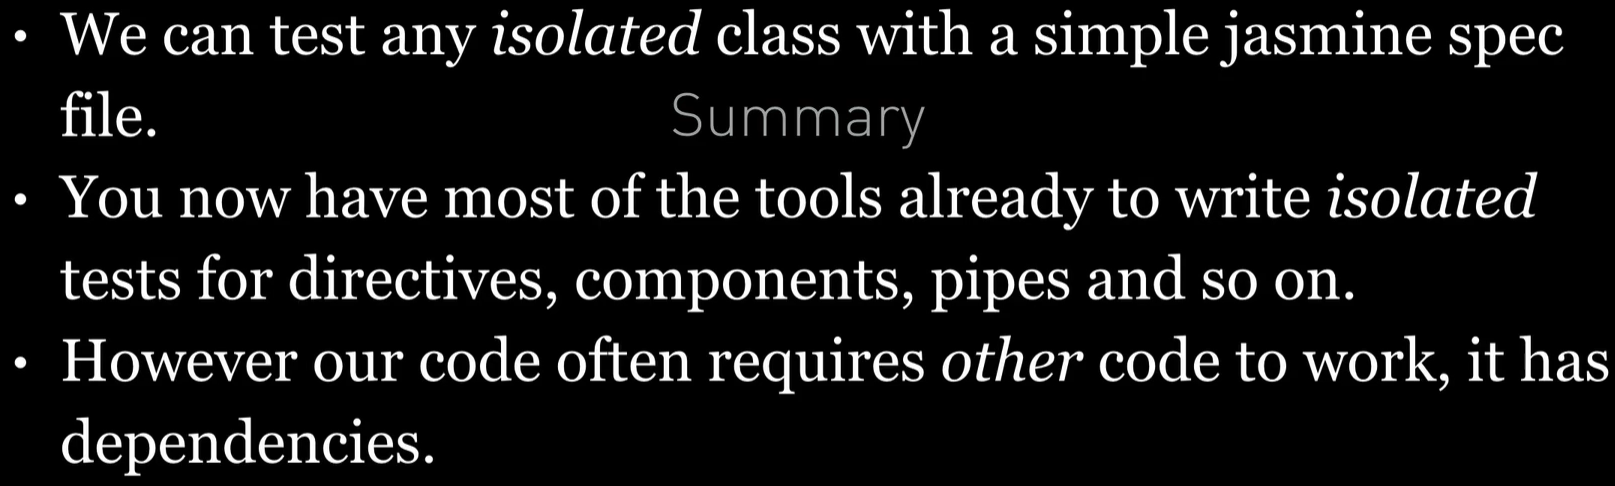 • We can test any isolated class with a simple jasmine spec
file.
Summary
• You now have most of the tools already to write isolated
tests for directives, components, pipes and so on.
• However our code often requires other code to work, it has
dependencies.